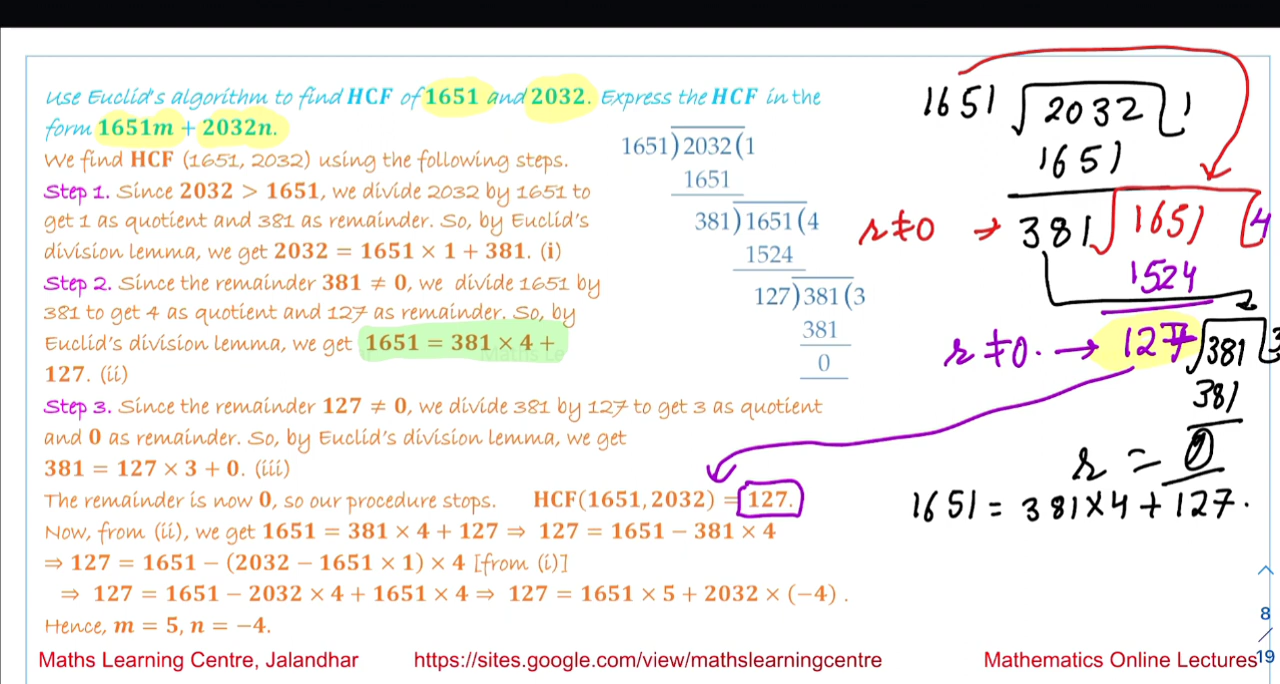 Use Euclid's algorithm to find HCF of 1651 and 2032. Express the HCF in the
form 1651m + 2032n.
We find HCF (1651, 2032) using the following steps.
Step 1. Since 2032 > 1651, we divide 2032 by 1651 to
get 1 as quotient and 381 as remainder. So, by Euclid's
division lemma, we get 2032 = 1651 × 1 + 381. (i)
Step 2. Since the remainder 381 ≠ 0, we divide 1651 by
381 to get 4 as quotient and 127 as remainder. So, by
Euclid's division lemma, we get 1651 = 381 × 4 +
127. (ii)
Step 3. Since the remainder 127 ≠ 0, we divide 381 by 127 to get 3 as quotient
and 0 as remainder. So, by Euclid's division lemma, we get
381 = 127 × 3 + 0. (iii)
The remainder is now 0, so our procedure stops. HCF(1651, 2032) = 127.
Now, from (ii), we get 1651 = 381 × 4 + 127 ⇒ 127 = 1651 − 381 × 4
⇒ 127 = 1651 − (2032 − 1651 × 1) × 4 [from (i)]
⇒ 127 = 1651 − 2032 × 4 + 1651 × 4 ⇒ 127 = 1651 × 5 + 2032 × (−4) .
Hence, m = 5, n = −4.
1651)2032(1
1651
381)1651(4
1524
127)381(3
381
0
1651 2032 1
1651
r ≠ 0 → 381 1651 4
1524
r ≠ 0. → 127 381 3
381
r = 0
1651 = 381 × 4 + 127.
8
/
19
Maths Learning Centre, Jalandhar https://sites.google.com/view/mathslearningcentre Mathematics Online Lectures